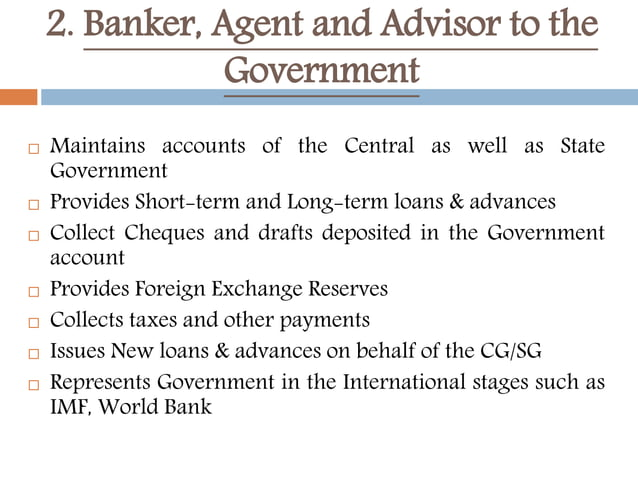 2. Banker, Agent and Advisor to the
Government
Maintains accounts of the Central as well as State
Government
Provides Short-term and Long-term loans & advances
Collect Cheques and drafts deposited in the Government
account
Provides Foreign Exchange Reserves
Collects taxes and other payments
Issues New loans & advances on behalf of the CG/SG
Represents Government in the International stages such as
IMF, World Bank